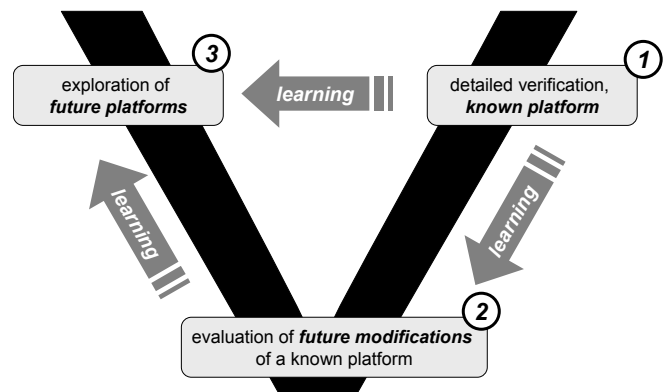 3
exploration of
future platforms
learning
1
detailed verification,
known platform
learning
learning
2
evaluation of future modifications
of a known platform